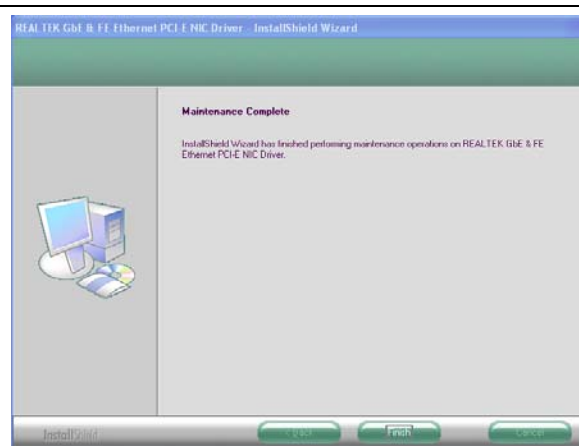 REALTEK GbE & FE Ethernet PCI-E NIC Driver - InstallShield Wizard
Maintenance Complete
InstallShield Wizard has finished performing maintenance operations on REALTEK GbE & FE
Ethernet PCI-E NIC Driver.
InstallShield
< Back
Finish
Cancel